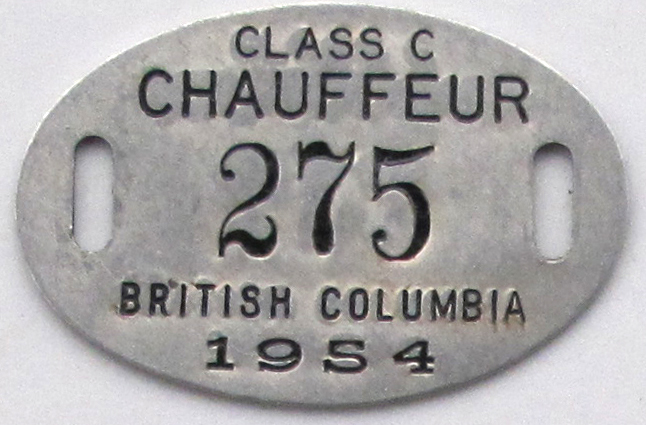 CLASS C
CHAUFFEUR
275
BRITISH COLUMBIA
1954